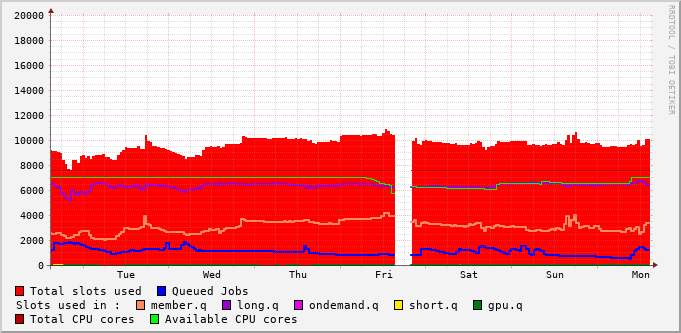 20000
18000
16000
14000
12000
10000
8000
6000
4000
2000
0
Tue Wed Thu Fri Sat Sun Mon
RRDTOOL / TOBI OETIKER
Total slots used Queued Jobs
Slots used in : member.q long.q ondemand.q short.q gpu.q
Total CPU cores Available CPU cores